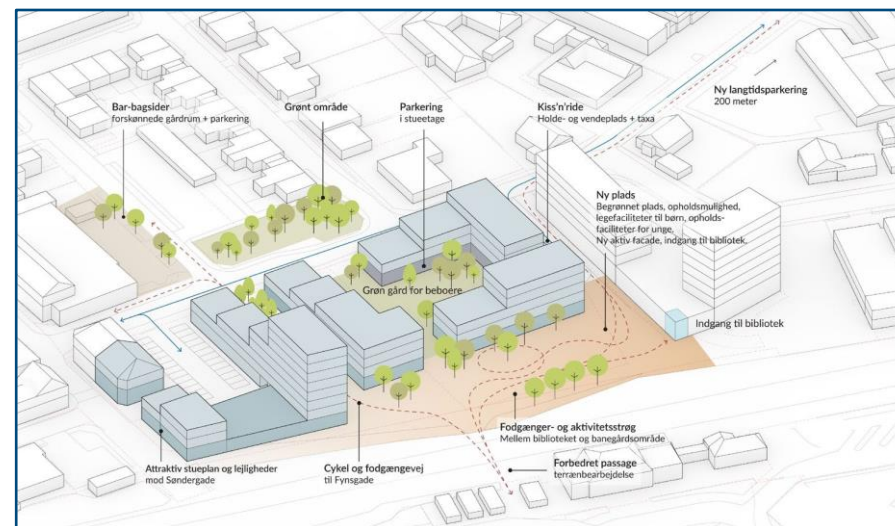 Bar-bagsider
forskønnede gårdrum + parkering
Grønt område
Parkering
i stueetage
Kiss'n'ride
Holde- og vendeplads + taxa
Ny langtidsparkering
200 meter
Ny plads
Begrønnet plads, opholdsmulighed,
legefaciliteter til børn, opholds-
faciliteter for unge.
Ny aktiv facade, indgang til bibliotek.
Grøn gård for beboere
Indgang til bibliotek
Fodgænger- og aktivitetsstrøg
Mellem biblioteket og banegårdsområde
Attraktiv stueplan og lejligheder
mod Søndergade
Cykel og fodgængevej
til Fynsgade
Forbedret passage
terrænbearbejdelse